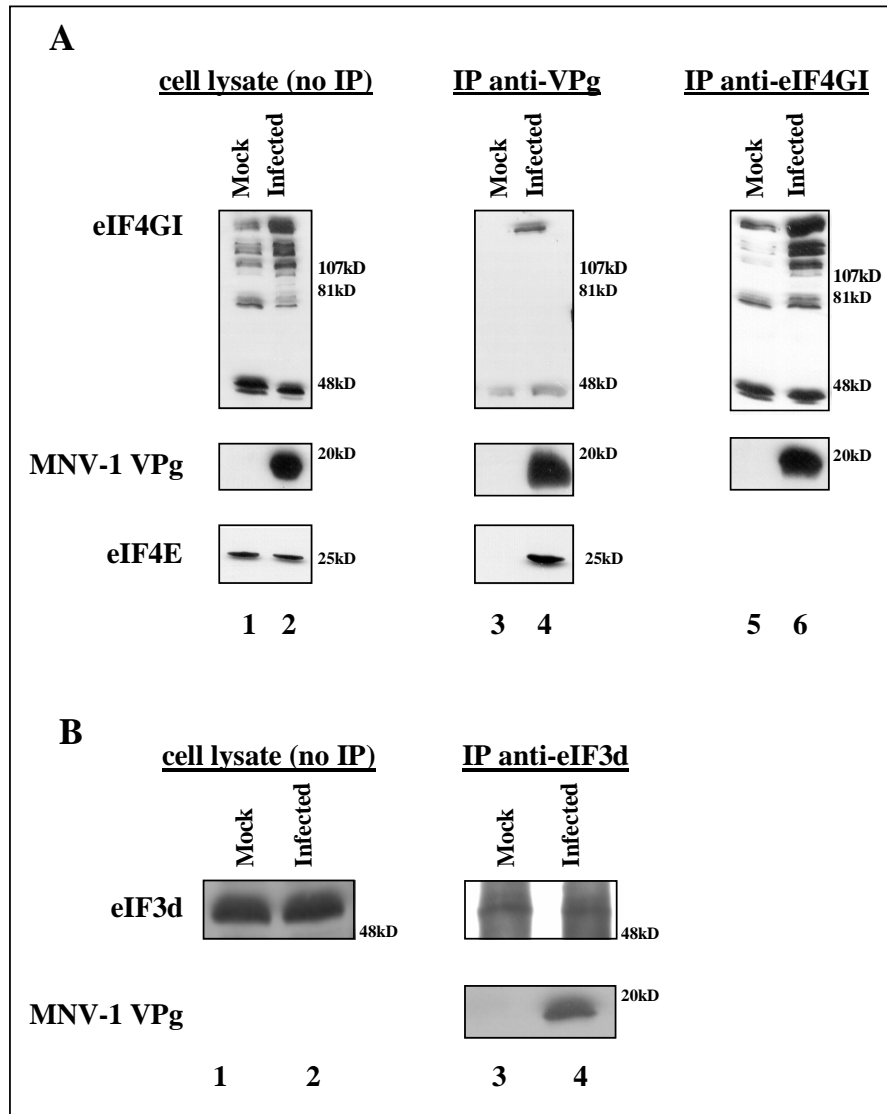 A
cell lysate (no IP) IP anti-VPg IP anti-eIF4GI
Mock Infected Mock Infected Mock Infected
eIF4GI
107kD 107kD 107kD
81kD 81kD 81kD
48kD 48kD 48kD
MNV-1 VPg 20kD 20kD 20kD
eIF4E 25kD 25kD
1 2 3 4 5 6
B
cell lysate (no IP) IP anti-eIF3d
Mock Infected Mock Infected
eIF3d 48kD 48kD
MNV-1 VPg 20kD
1 2 3 4